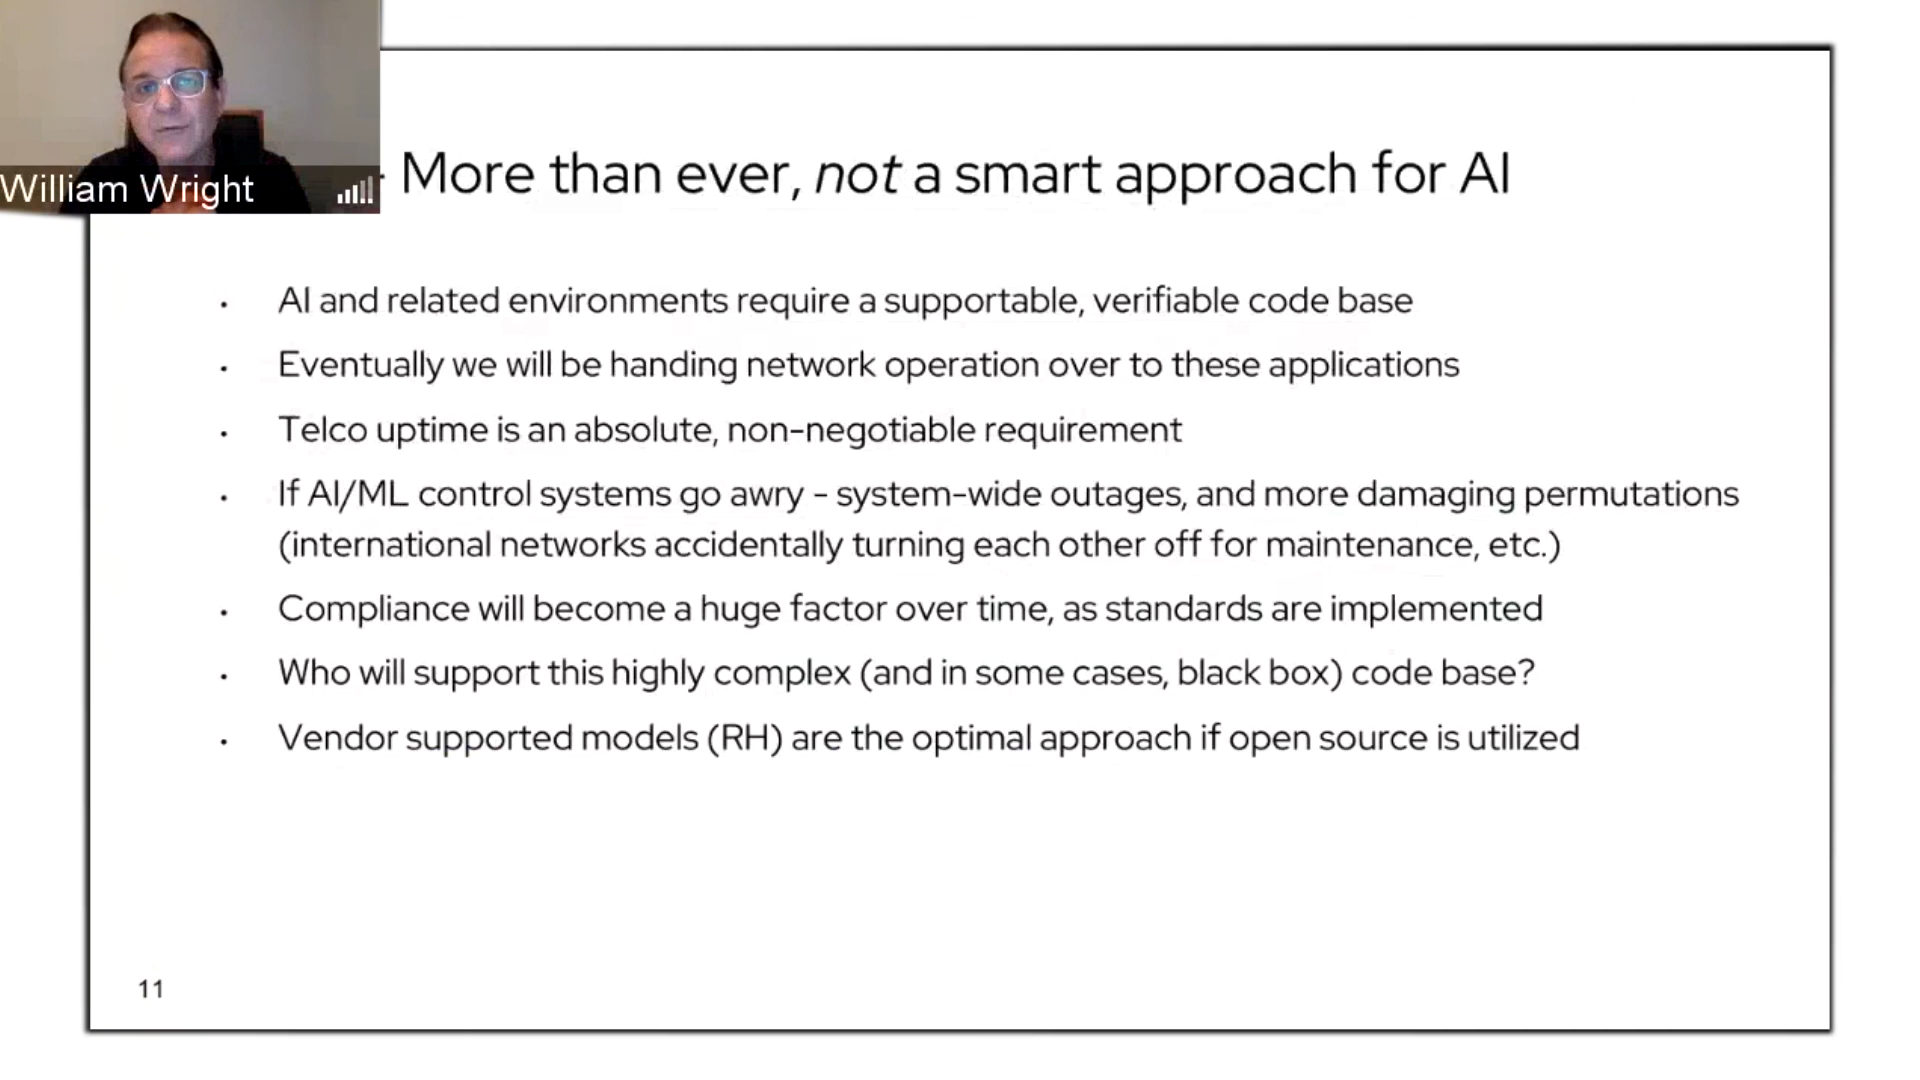 William Wright
- More than ever, not a smart approach for AI
• AI and related environments require a supportable, verifiable code base
• Eventually we will be handing network operation over to these applications
• Telco uptime is an absolute, non-negotiable requirement
• If AI/ML control systems go awry - system-wide outages, and more damaging permutations
(international networks accidentally turning each other off for maintenance, etc.)
• Compliance will become a huge factor over time, as standards are implemented
• Who will support this highly complex (and in some cases, black box) code base?
• Vendor supported models (RH) are the optimal approach if open source is utilized
11